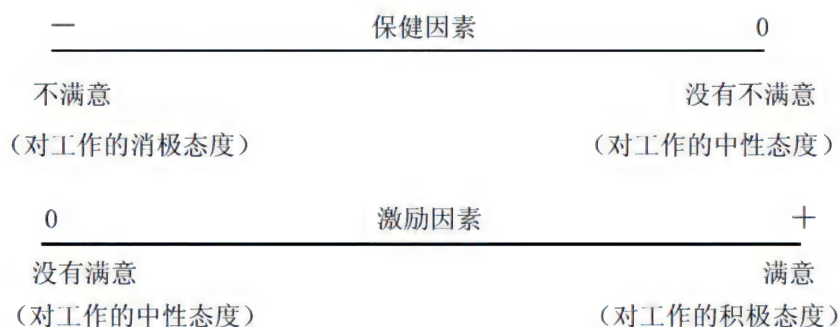 — 保健因素 0
不满意 没有不满意
（对工作的消极态度） （对工作的中性态度）
0 激励因素 +
没有满意 满意
（对工作的中性态度） （对工作的积极态度）